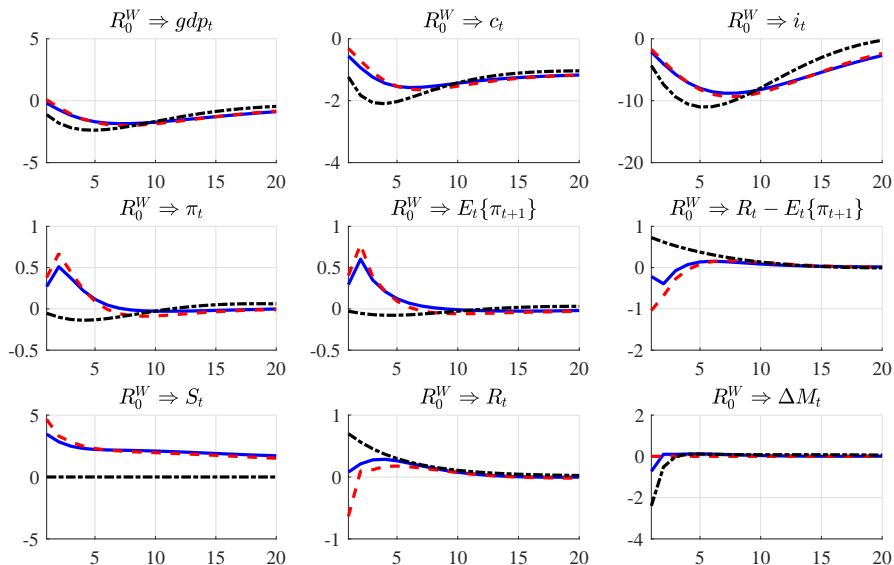 R_0^W ⇒ gdp_t
R_0^W ⇒ c_t
R_0^W ⇒ i_t
5
0
-5
5 10 15 20
0
-2
-4
5 10 15 20
0
-10
-20
5 10 15 20
R_0^W ⇒ π_t
R_0^W ⇒ E_t{π_{t+1}}
R_0^W ⇒ R_t − E_t{π_{t+1}}
1
0.5
0
-0.5
5 10 15 20
1
0.5
0
-0.5
5 10 15 20
1
0
-1
-2
5 10 15 20
R_0^W ⇒ S_t
R_0^W ⇒ R_t
R_0^W ⇒ ΔM_t
5
0
-5
5 10 15 20
1
0
-1
5 10 15 20
2
0
-2
-4
5 10 15 20